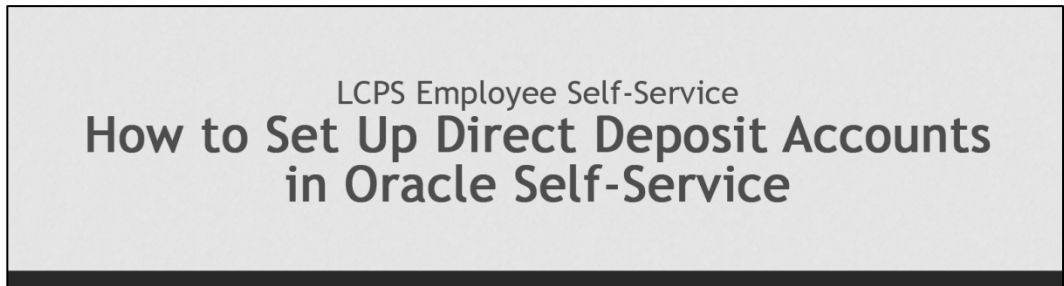 LCPS Employee Self-Service
How to Set Up Direct Deposit Accounts
in Oracle Self-Service